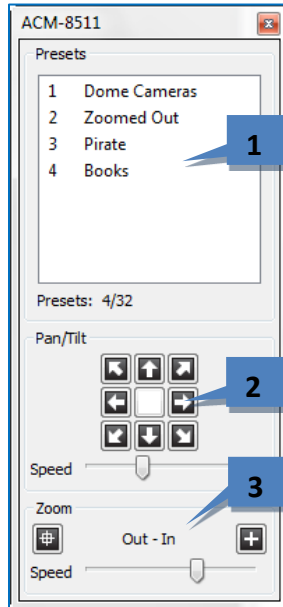 ACM-8511
Presets
1 Dome Cameras
2 Zoomed Out
3 Pirate
4 Books
1
Presets: 4/32
Pan/Tilt
2
Speed
3
Zoom
Out - In
Speed